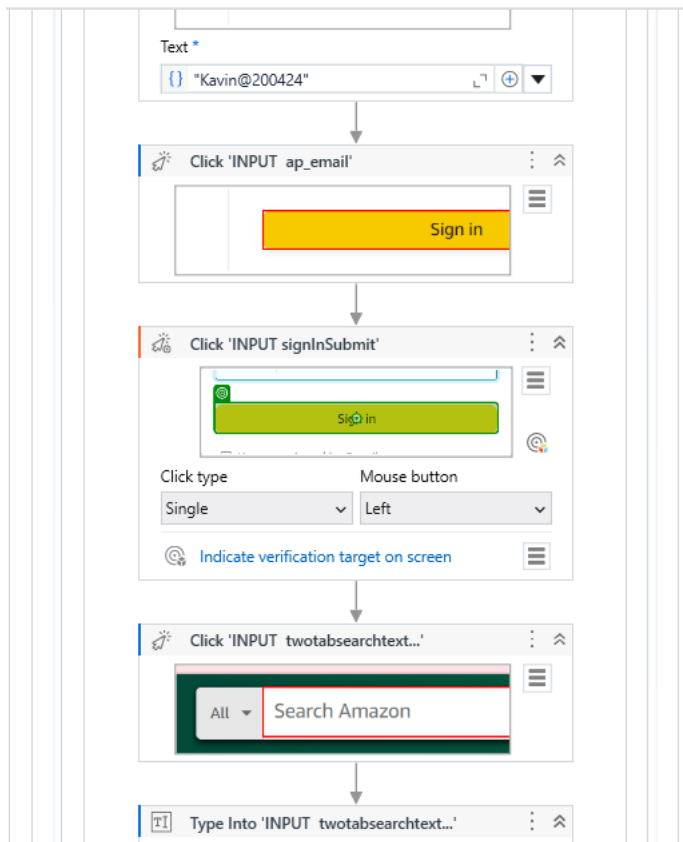 Text *
{} "Kavin@200424"
Click 'INPUT  ap_email'
Sign in
Click 'INPUT signInSubmit'
Sign in
Click type
Mouse button
Single
Left
Indicate verification target on screen
Click 'INPUT  twotabsearchtext...'
All
Search Amazon
TI
Type Into 'INPUT  twotabsearchtext...'